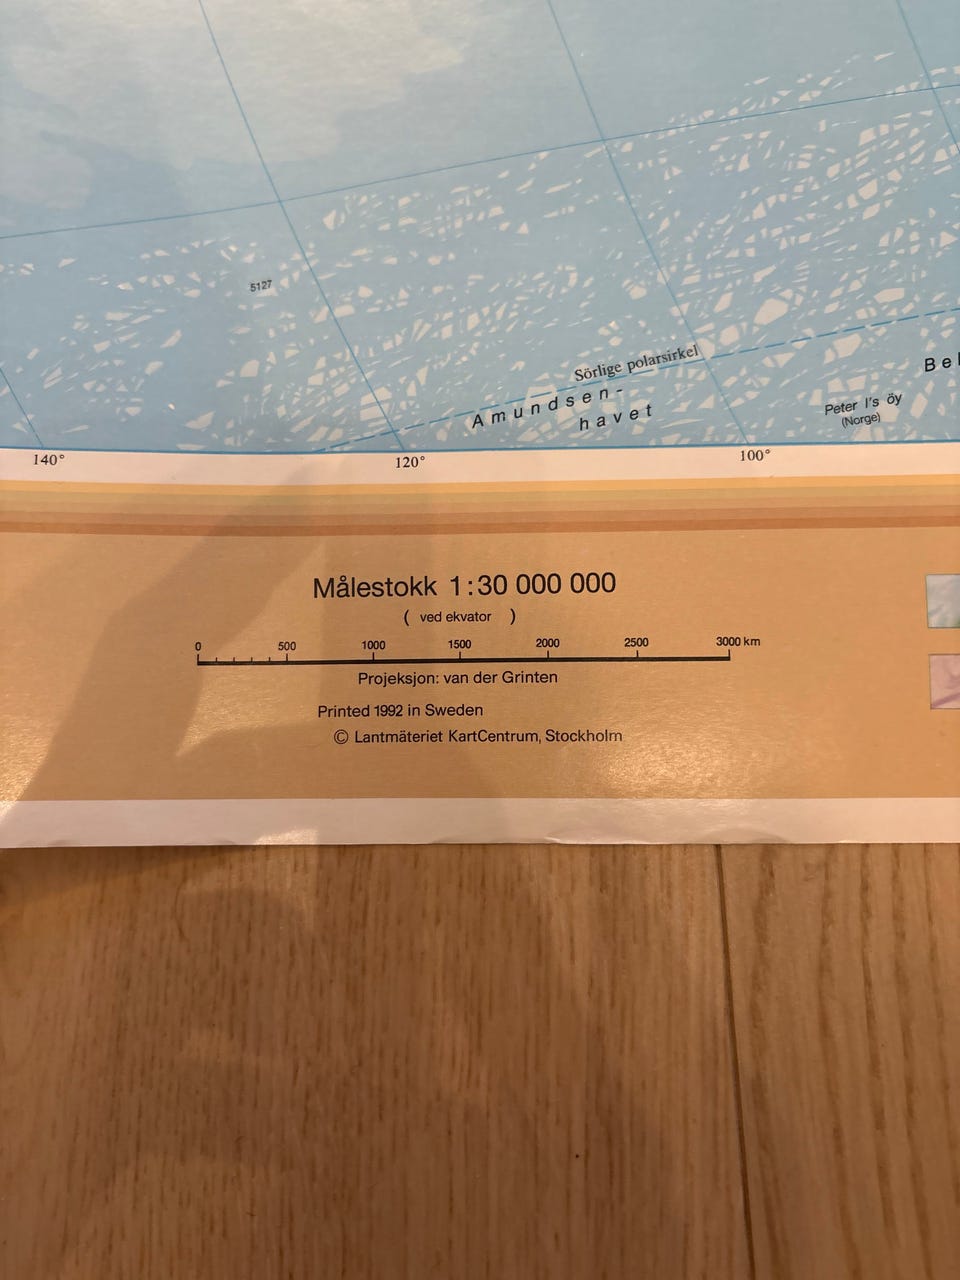 5127
Sörlige polarsirkel
Amundsen-
havet
Peter I's öy
(Norge)
140°
120°
100°
Målestokk 1:30 000 000
( ved ekvator )
0 500 1000 1500 2000 2500 3000 km
Projeksjon: van der Grinten
Printed 1992 in Sweden
© Lantmäteriet KartCentrum, Stockholm